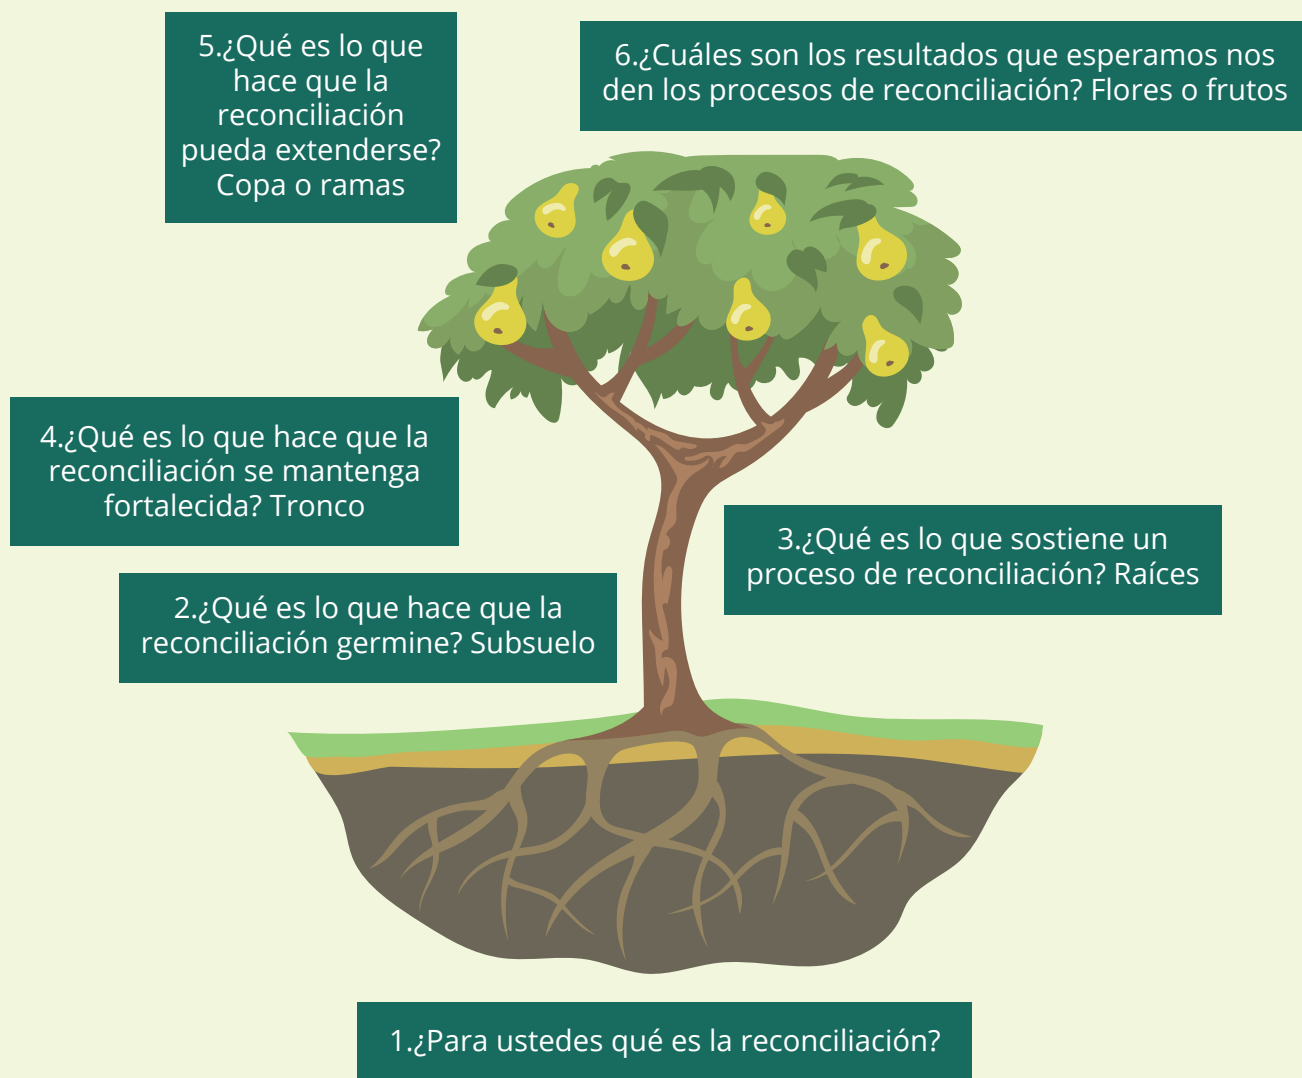 5.¿Qué es lo que
hace que la
reconciliación
pueda extenderse?
Copa o ramas
6.¿Cuáles son los resultados que esperamos nos
den los procesos de reconciliación? Flores o frutos
4.¿Qué es lo que hace que la
reconciliación se mantenga
fortalecida? Tronco
3.¿Qué es lo que sostiene un
proceso de reconciliación? Raíces
2.¿Qué es lo que hace que la
reconciliación germine? Subsuelo
1.¿Para ustedes qué es la reconciliación?